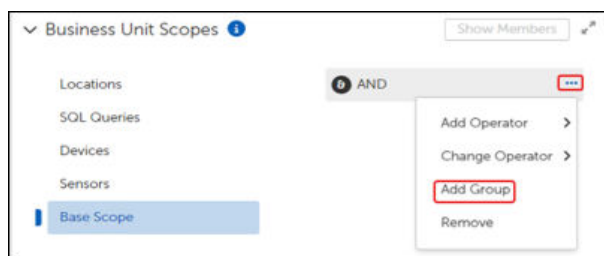 Business Unit Scopes
Show Members
Locations
AND
SQL Queries
Devices
Sensors
Base Scope
Add Operator
Change Operator
Add Group
Remove